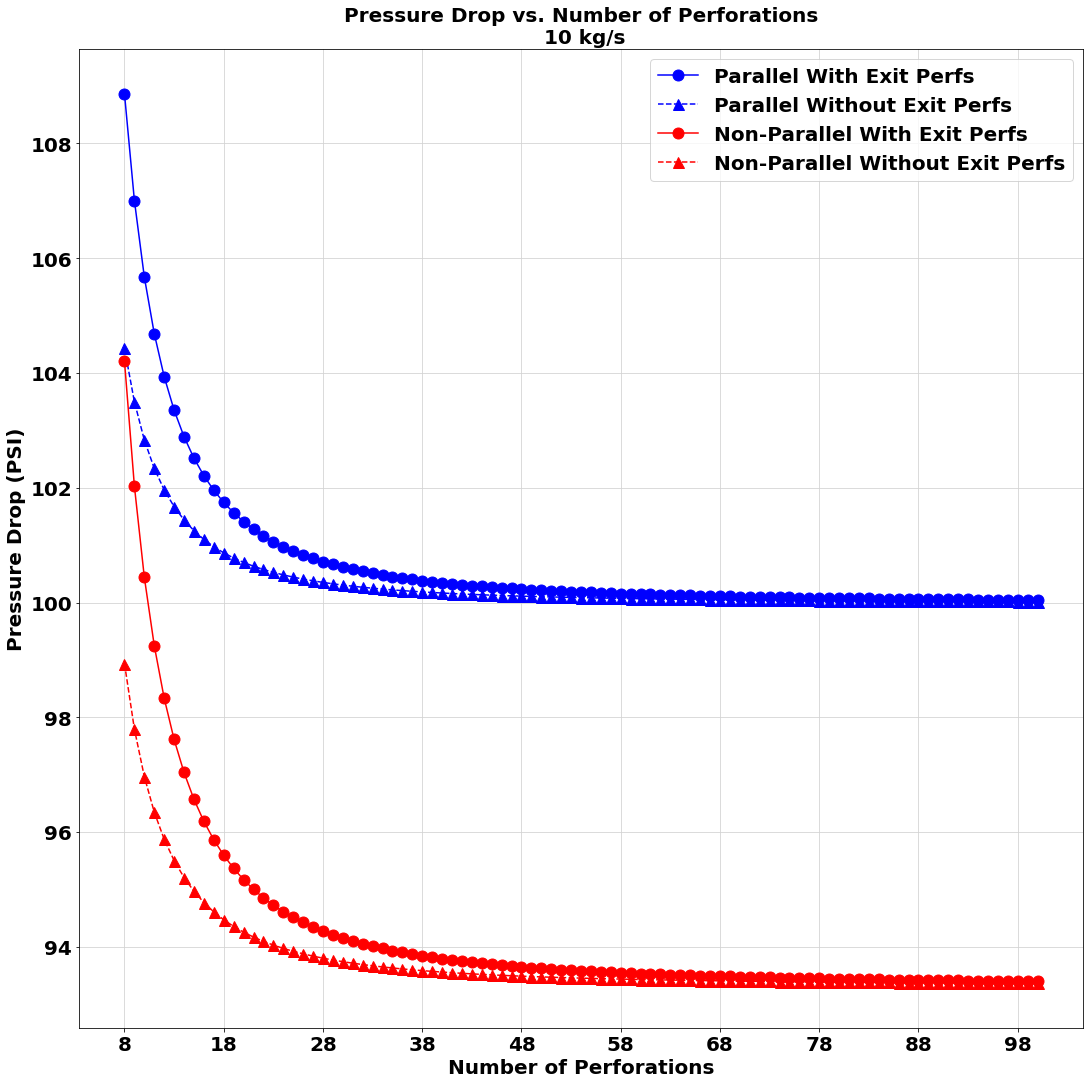 Pressure Drop vs. Number of Perforations
10 kg/s
Parallel With Exit Perfs
Parallel Without Exit Perfs
Non-Parallel With Exit Perfs
Non-Parallel Without Exit Perfs
Pressure Drop (PSI)
108
106
104
102
100
98
96
94
8 18 28 38 48 58 68 78 88 98
Number of Perforations